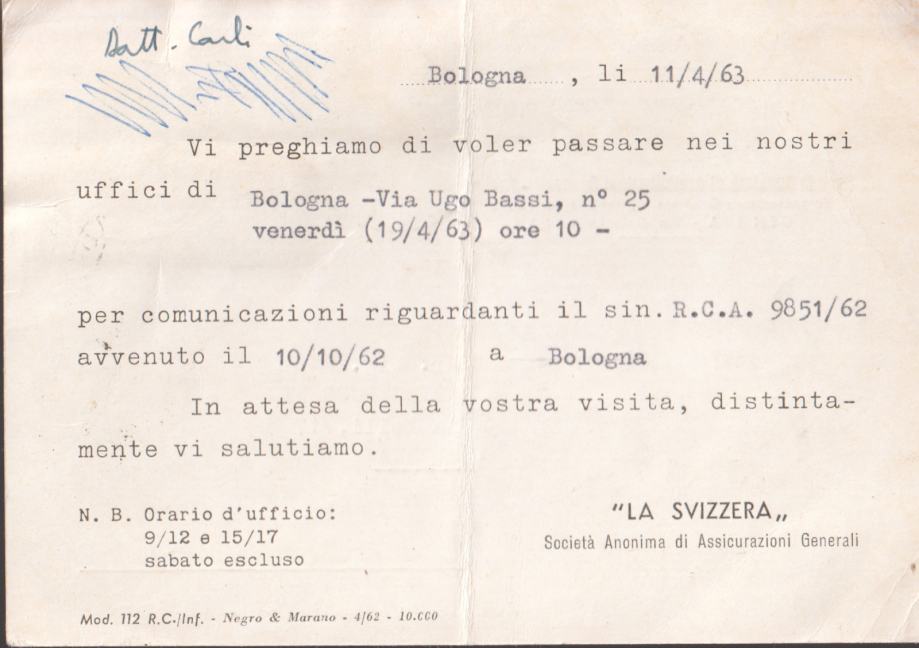 Dott. Carli
Bologna , li 11/4/63
Vi preghiamo di voler passare nei nostri
uffici di Bologna -Via Ugo Bassi, n° 25
venerdì (19/4/63) ore 10 -
per comunicazioni riguardanti il sin. R.C.A. 9851/62
avvenuto il 10/10/62 a Bologna
In attesa della vostra visita, distinta-
mente vi salutiamo.
N. B. Orario d'ufficio:
9/12 e 15/17
sabato escluso
"LA SVIZZERA„
Società Anonima di Assicurazioni Generali
Mod. 112 R.C./Inf. - Negro & Marano - 4/62 - 10.000